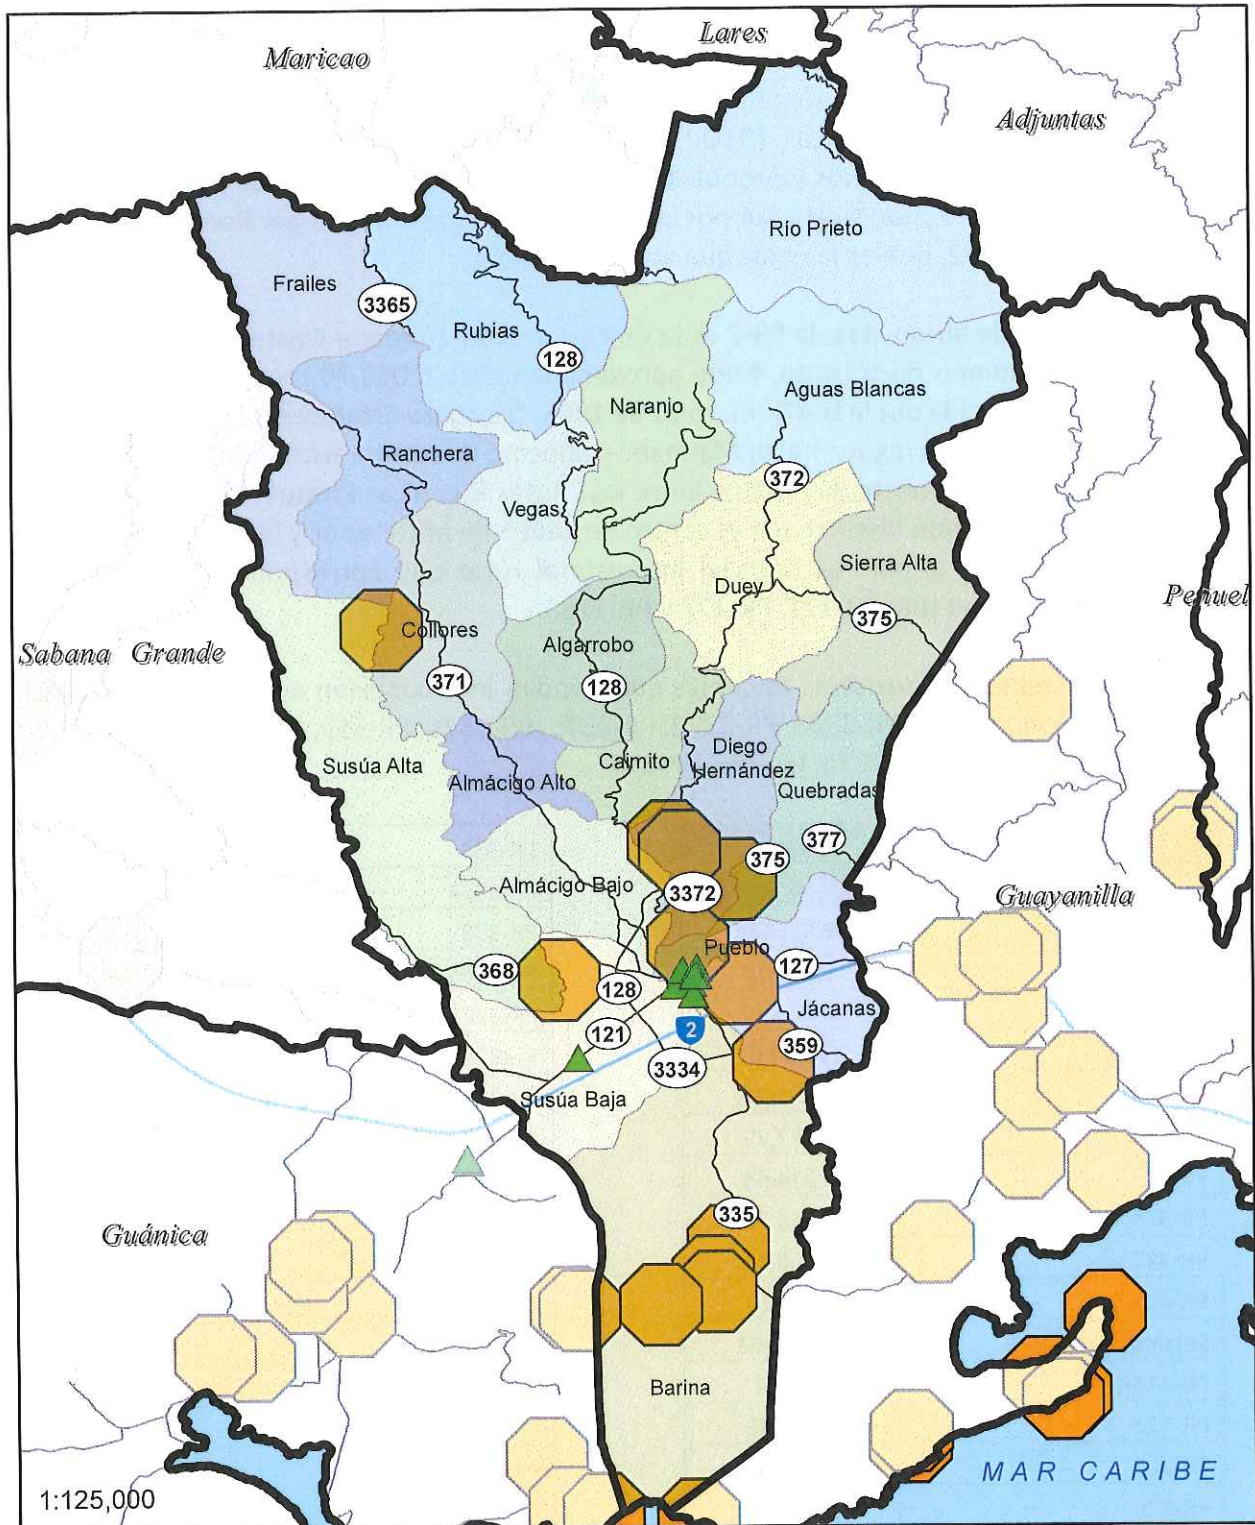 Lares
Maricao
Adjuntas
Río Prieto
Frailes
3365
Rubias
128
Aguas Blancas
Naranjo
Ranchera
372
Vegas
Sierra Alta
Duey
Peñuel
375
Collores
Algarrobo
Sabana Grande
371
128
Diego
Hernández
Susúa Alta
Caimito
Almácigo Alto
Quebradas
377
375
Almácigo Bajo
3372
Guayanilla
Pueblo
127
368
128
Jácanas
2
121
359
3334
Susúa Baja
335
Guánica
Barina
MAR CARIBE
1:125,000